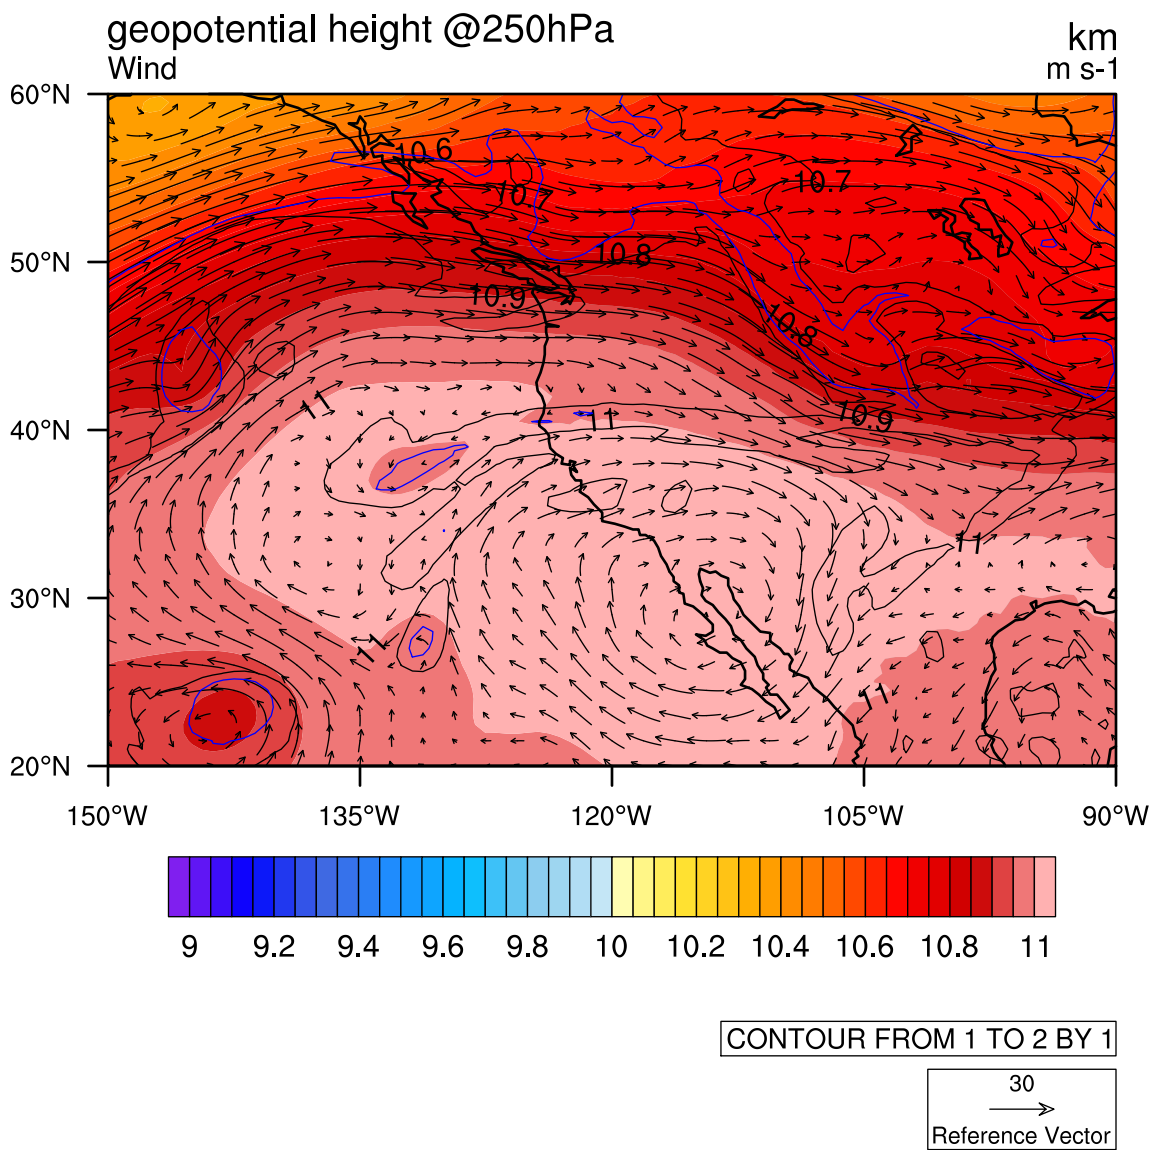 geopotential height @250hPa
km
Wind
m s-1
60°N
50°N
40°N
30°N
20°N
10.6
10.7
10.7
10.8
10.9
10.8
11
11
10.9
11
11
11
150°W
135°W
120°W
105°W
90°W
9
9.2
9.4
9.6
9.8
10
10.2
10.4
10.6
10.8
11
CONTOUR FROM 1 TO 2 BY 1
30
Reference Vector